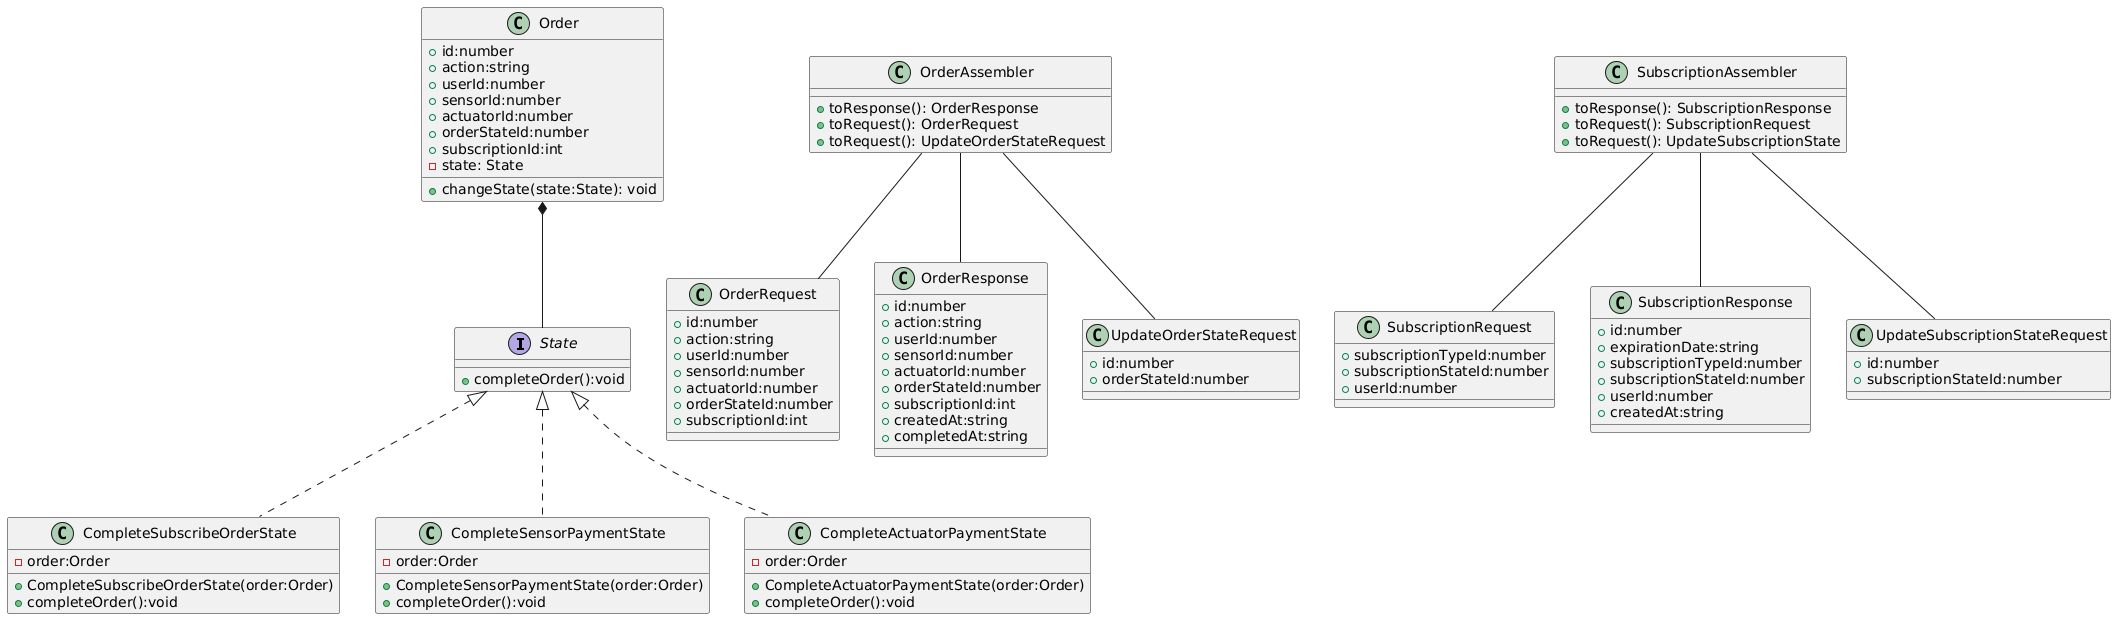 C Order
id:number
action:string
userId:number
sensorId:number
actuatorId:number
orderStateId:number
subscriptionId:int
state: State
changeState(state:State): void
C OrderAssembler
toResponse(): OrderResponse
toRequest(): OrderRequest
toRequest(): UpdateOrderStateRequest
C SubscriptionAssembler
toResponse(): SubscriptionResponse
toRequest(): SubscriptionRequest
toRequest(): UpdateSubscriptionState
I State
completeOrder():void
C OrderRequest
id:number
action:string
userId:number
sensorId:number
actuatorId:number
orderStateId:number
subscriptionId:int
C OrderResponse
id:number
action:string
userId:number
sensorId:number
actuatorId:number
orderStateId:number
subscriptionId:int
createdAt:string
completedAt:string
C UpdateOrderStateRequest
id:number
orderStateId:number
C SubscriptionRequest
subscriptionTypeId:number
subscriptionStateId:number
userId:number
C SubscriptionResponse
id:number
expirationDate:string
subscriptionTypeId:number
subscriptionStateId:number
userId:number
createdAt:string
C UpdateSubscriptionStateRequest
id:number
subscriptionStateId:number
C CompleteSubscribeOrderState
order:Order
CompleteSubscribeOrderState(order:Order)
completeOrder():void
C CompleteSensorPaymentState
order:Order
CompleteSensorPaymentState(order:Order)
completeOrder():void
C CompleteActuatorPaymentState
order:Order
CompleteActuatorPaymentState(order:Order)
completeOrder():void